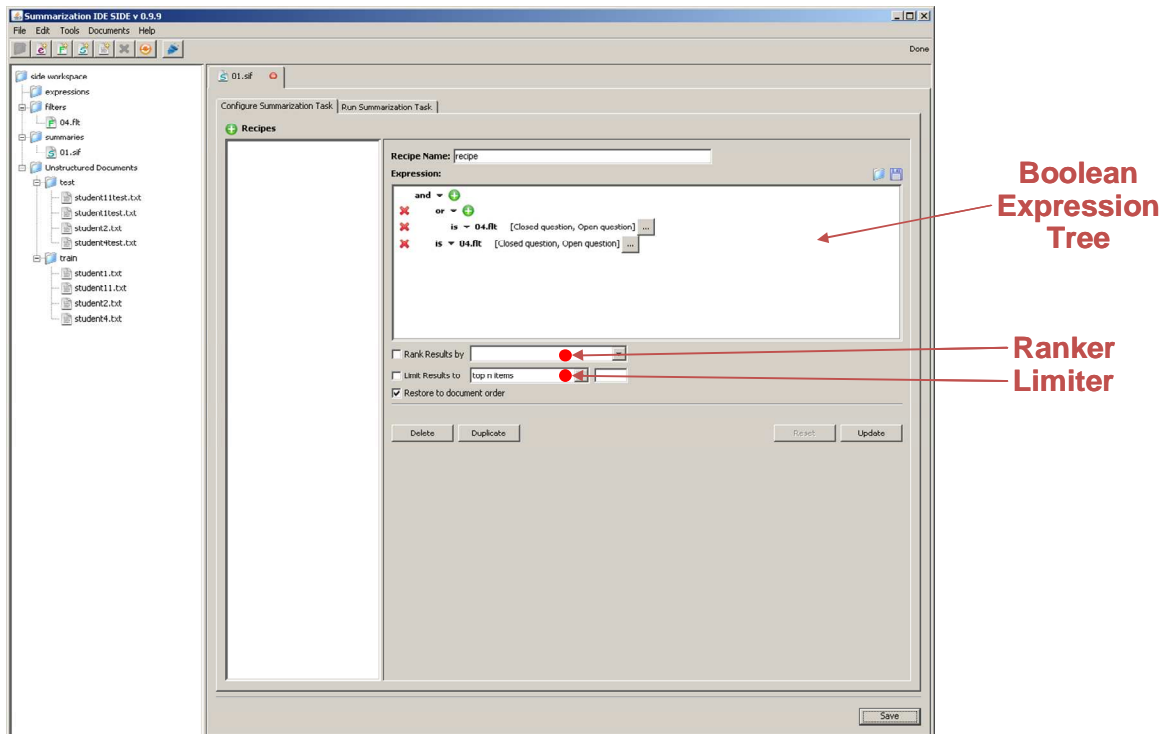 Summarization IDE SIDE v 0.9.9
File Edit Tools Documents Help
Done
side workspace
expressions
filters
04.flt
summaries
01.sif
Unstructured Documents
test
student11test.txt
student1test.txt
student2.txt
student4test.txt
train
student1.txt
student11.txt
student2.txt
student4.txt
01.sif
Configure Summarization Task Run Summarization Task
Recipes
Recipe Name: recipe
Expression:
and
or
is 04.flt [Closed question, Open question] ...
is 04.flt [Closed question, Open question] ...
Rank Results by
Limit Results to top n items
Restore to document order
Delete Duplicate Reset Update
Save
Boolean
Expression
Tree
Ranker
Limiter